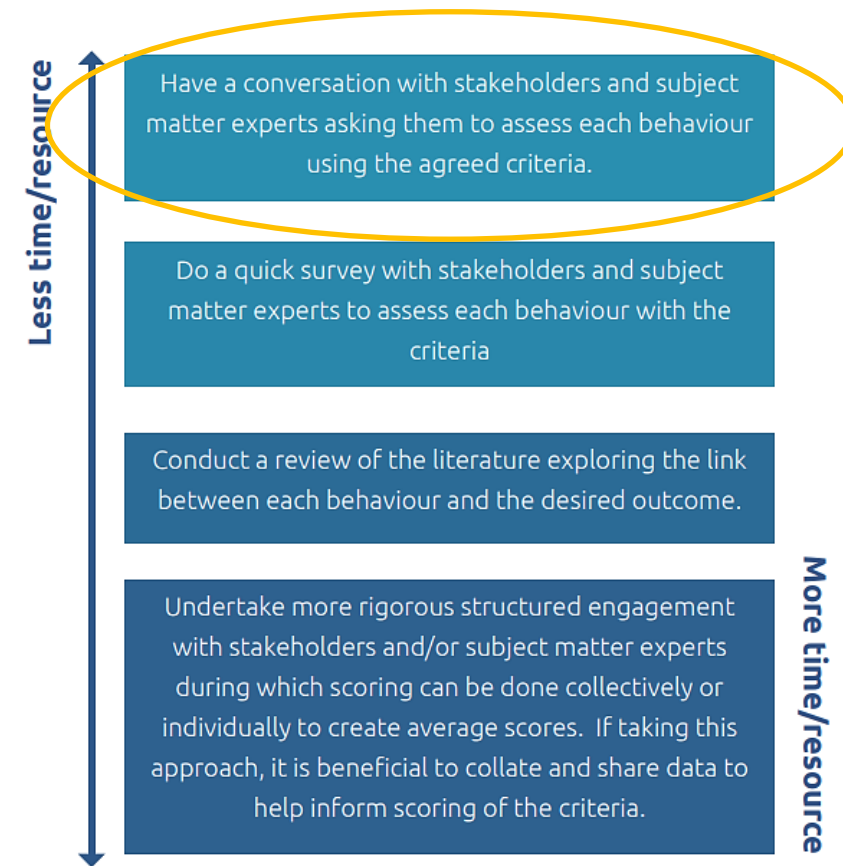 Less time/resource
Have a conversation with stakeholders and subject
matter experts asking them to assess each behaviour
using the agreed criteria.
Do a quick survey with stakeholders and subject
matter experts to assess each behaviour with the
criteria
Conduct a review of the literature exploring the link
between each behaviour and the desired outcome.
Undertake more rigorous structured engagement
with stakeholders and/or subject matter experts
during which scoring can be done collectively or
individually to create average scores.  If taking this
approach, it is beneficial to collate and share data to
help inform scoring of the criteria.
More time/resource